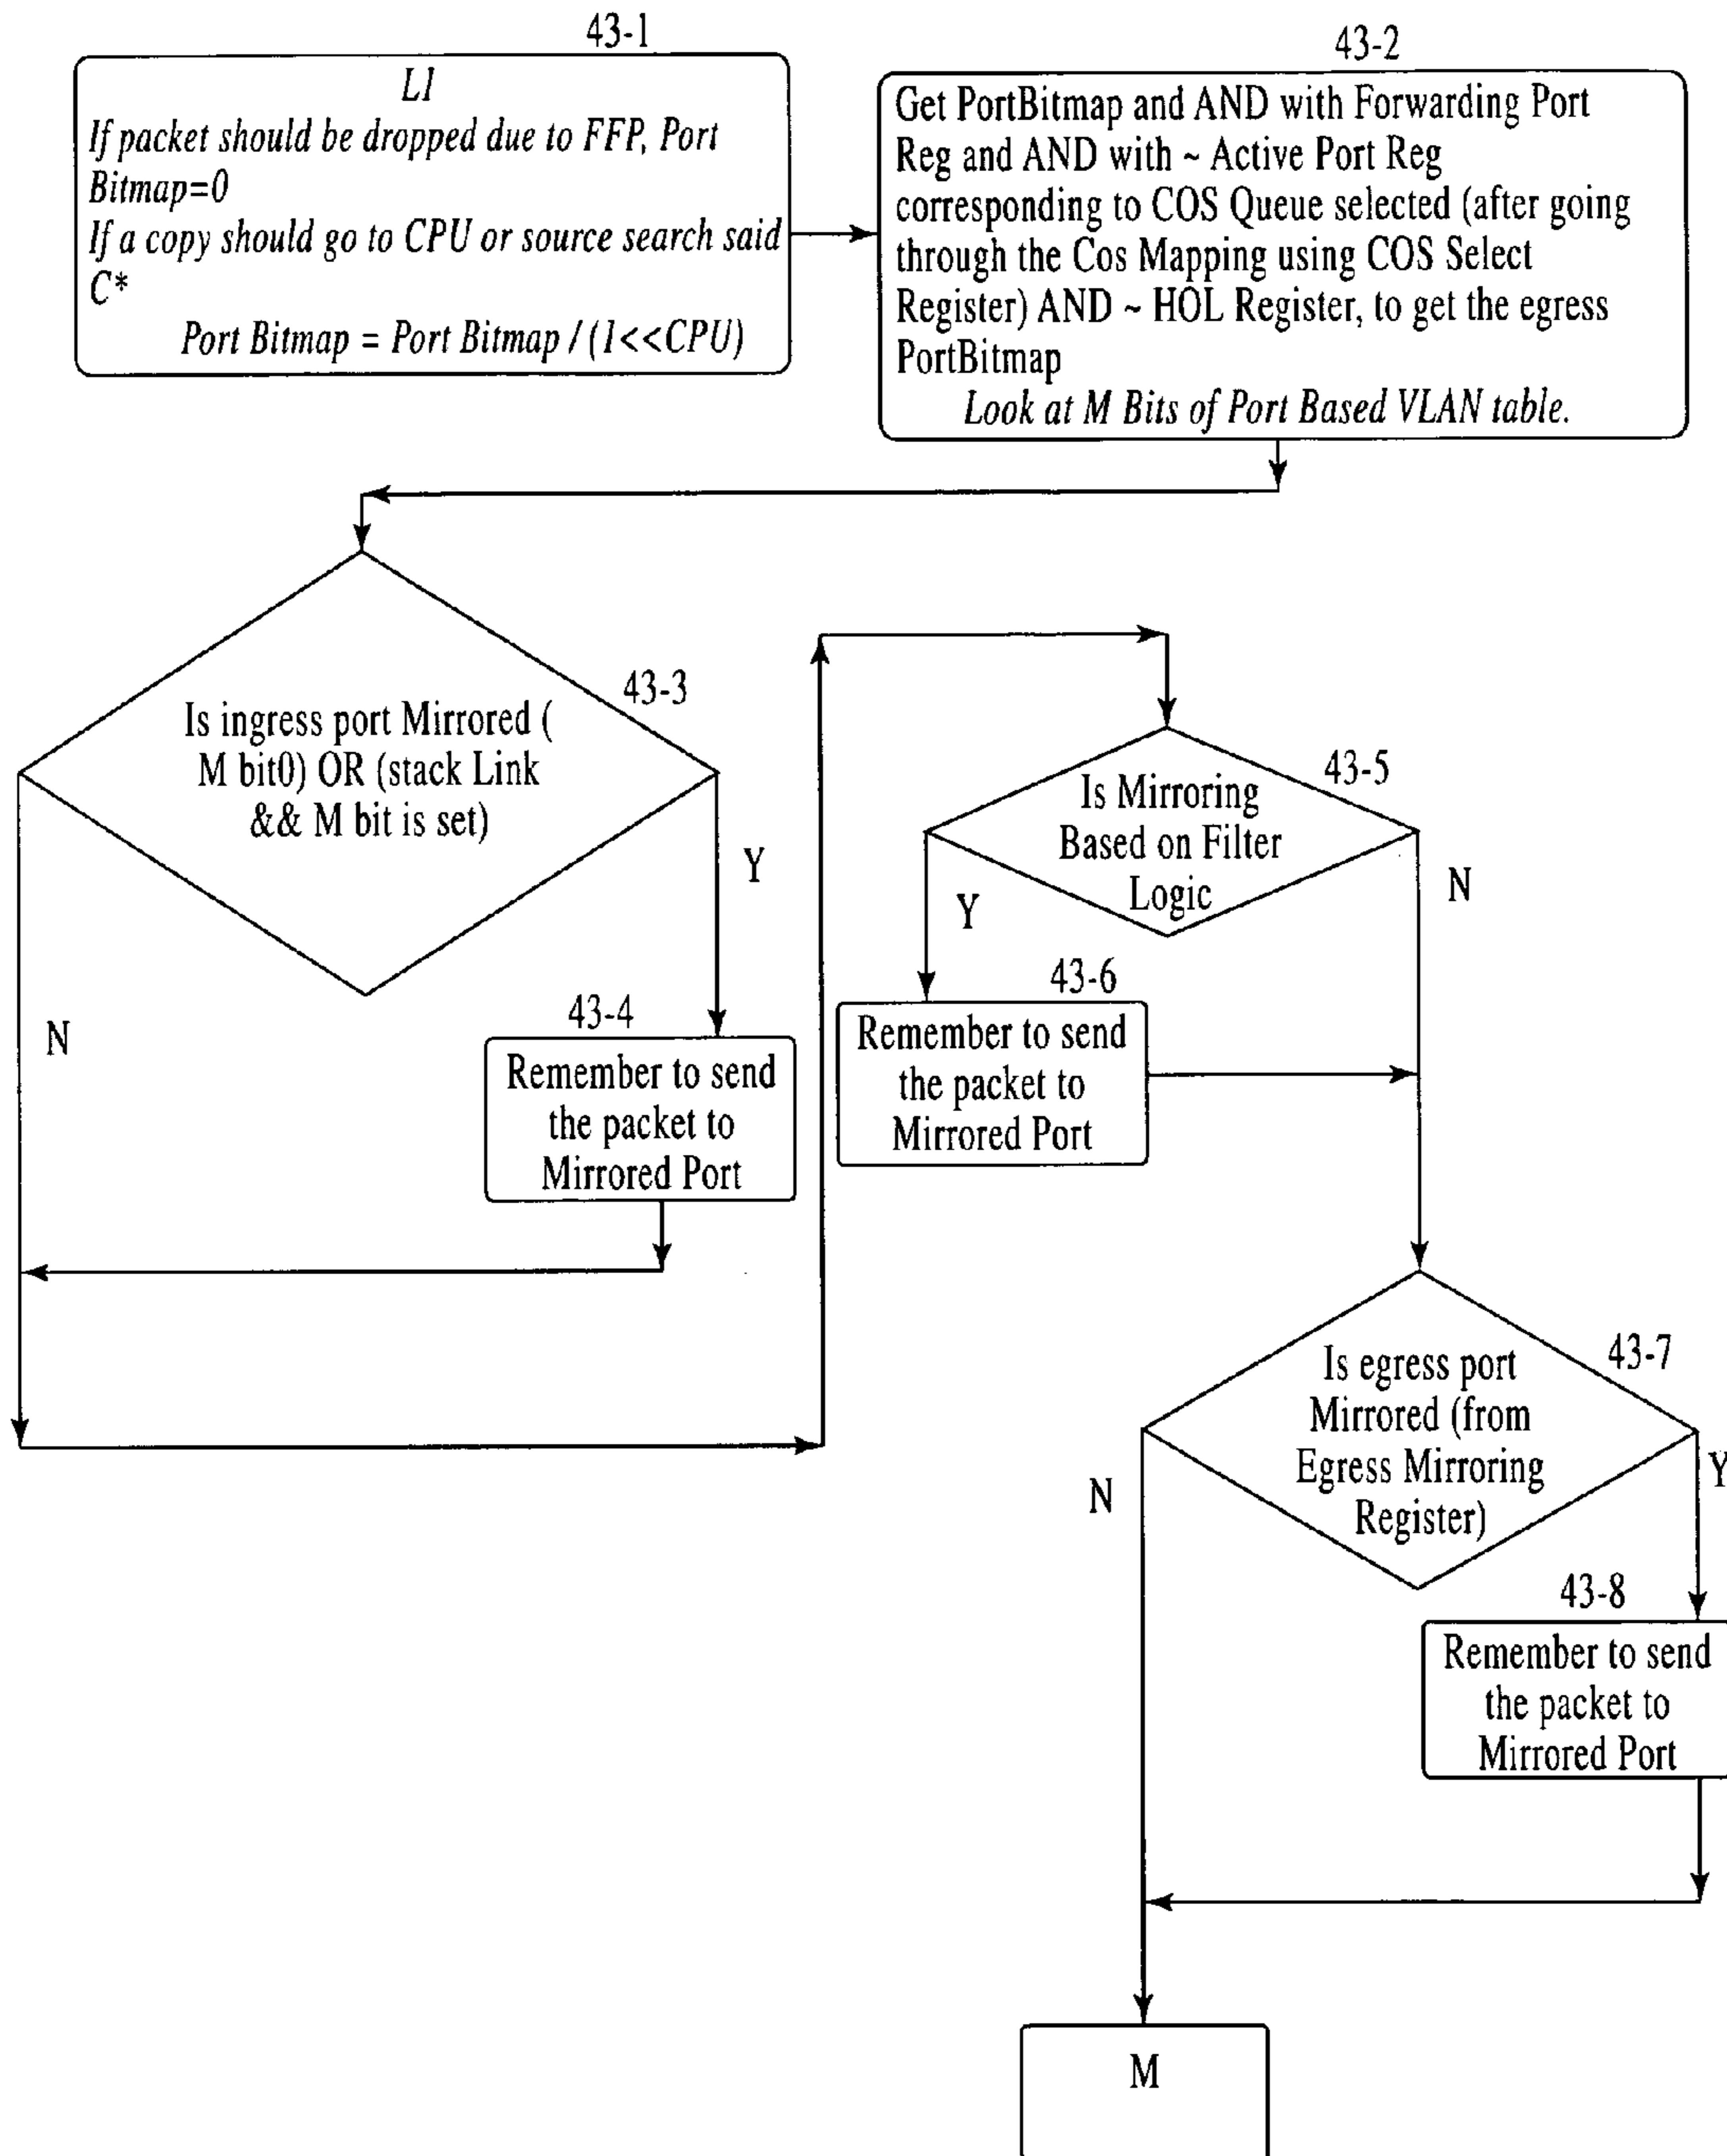 43-1
L1
If packet should be dropped due to FFP, Port
Bitmap=0
If a copy should go to CPU or source search said
C*
Port Bitmap = Port Bitmap / (1<<CPU)
43-2
Get PortBitmap and AND with Forwarding Port
Reg and AND with ~ Active Port Reg
corresponding to COS Queue selected (after going
through the Cos Mapping using COS Select
Register) AND ~ HOL Register, to get the egress
PortBitmap
Look at M Bits of Port Based VLAN table.
43-3
Is ingress port Mirrored (
M bit0) OR (stack Link
&& M bit is set)
Y
N
43-4
Remember to send
the packet to
Mirrored Port
43-5
Is Mirroring
Based on Filter
Logic
Y
N
43-6
Remember to send
the packet to
Mirrored Port
43-7
Is egress port
Mirrored (from
Egress Mirroring
Register)
N
Y
43-8
Remember to send
the packet to
Mirrored Port
M